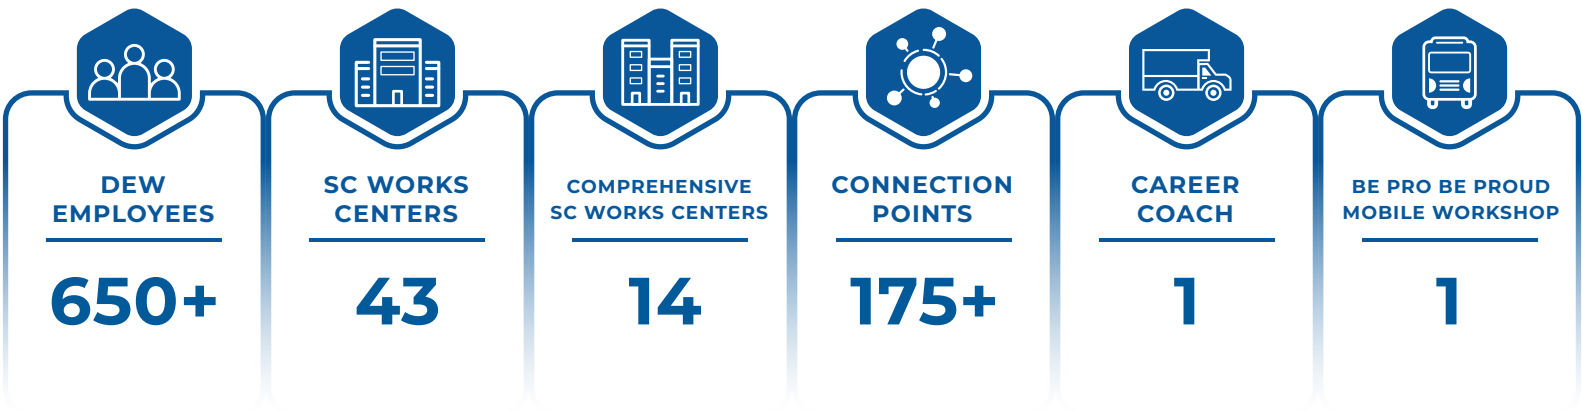 DEW
EMPLOYEES
650+
SC WORKS
CENTERS
43
COMPREHENSIVE
SC WORKS CENTERS
14
CONNECTION
POINTS
175+
CAREER
COACH
1
BE PRO BE PROUD
MOBILE WORKSHOP
1